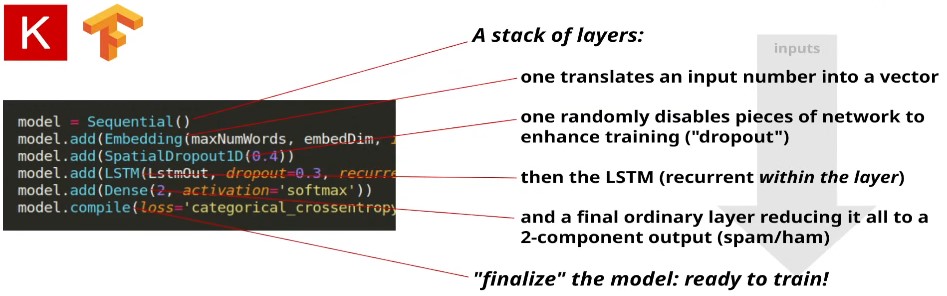 K
A stack of layers:
inputs
one translates an input number into a vector
one randomly disables pieces of network to
enhance training ("dropout")
then the LSTM (recurrent within the layer)
and a final ordinary layer reducing it all to a
2-component output (spam/ham)
"finalize" the model: ready to train!
model = Sequential()
model.add(Embedding(maxNumWords, embedDim,
model.add(SpatialDropout1D(0.4))
model.add(LSTM(LstmOut, dropout=0.3, recurre
model.add(Dense(2, activation='softmax'))
model.compile(loss='categorical_crossentropy